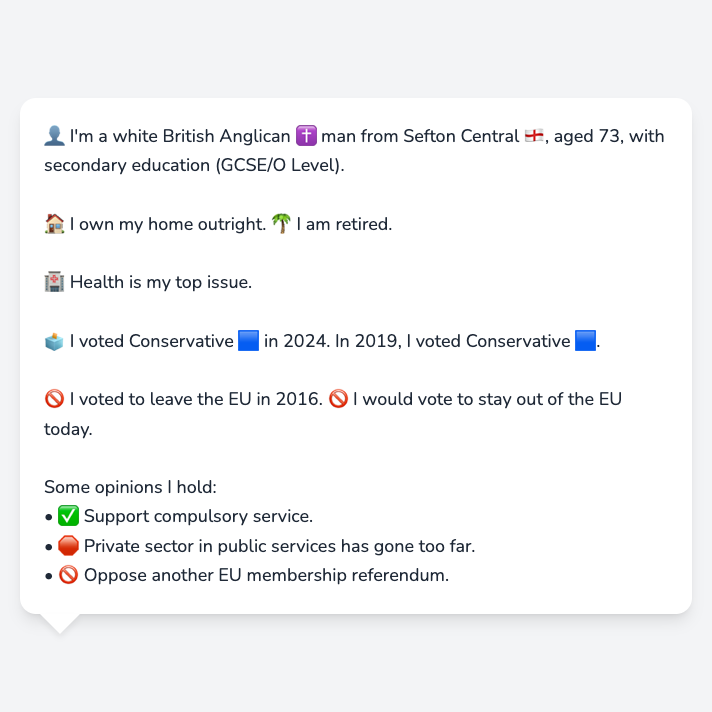 👤 I'm a white British Anglican ✝️ man from Sefton Central 🏴󠁧󠁢󠁥󠁮󠁧󠁿, aged 73, with
secondary education (GCSE/O Level).
🏠 I own my home outright. 🌴 I am retired.
🏥 Health is my top issue.
🗳️ I voted Conservative 🟦 in 2024. In 2019, I voted Conservative 🟦.
🚫 I voted to leave the EU in 2016. 🚫 I would vote to stay out of the EU
today.
Some opinions I hold:
• ✅ Support compulsory service.
• 🛑 Private sector in public services has gone too far.
• 🚫 Oppose another EU membership referendum.